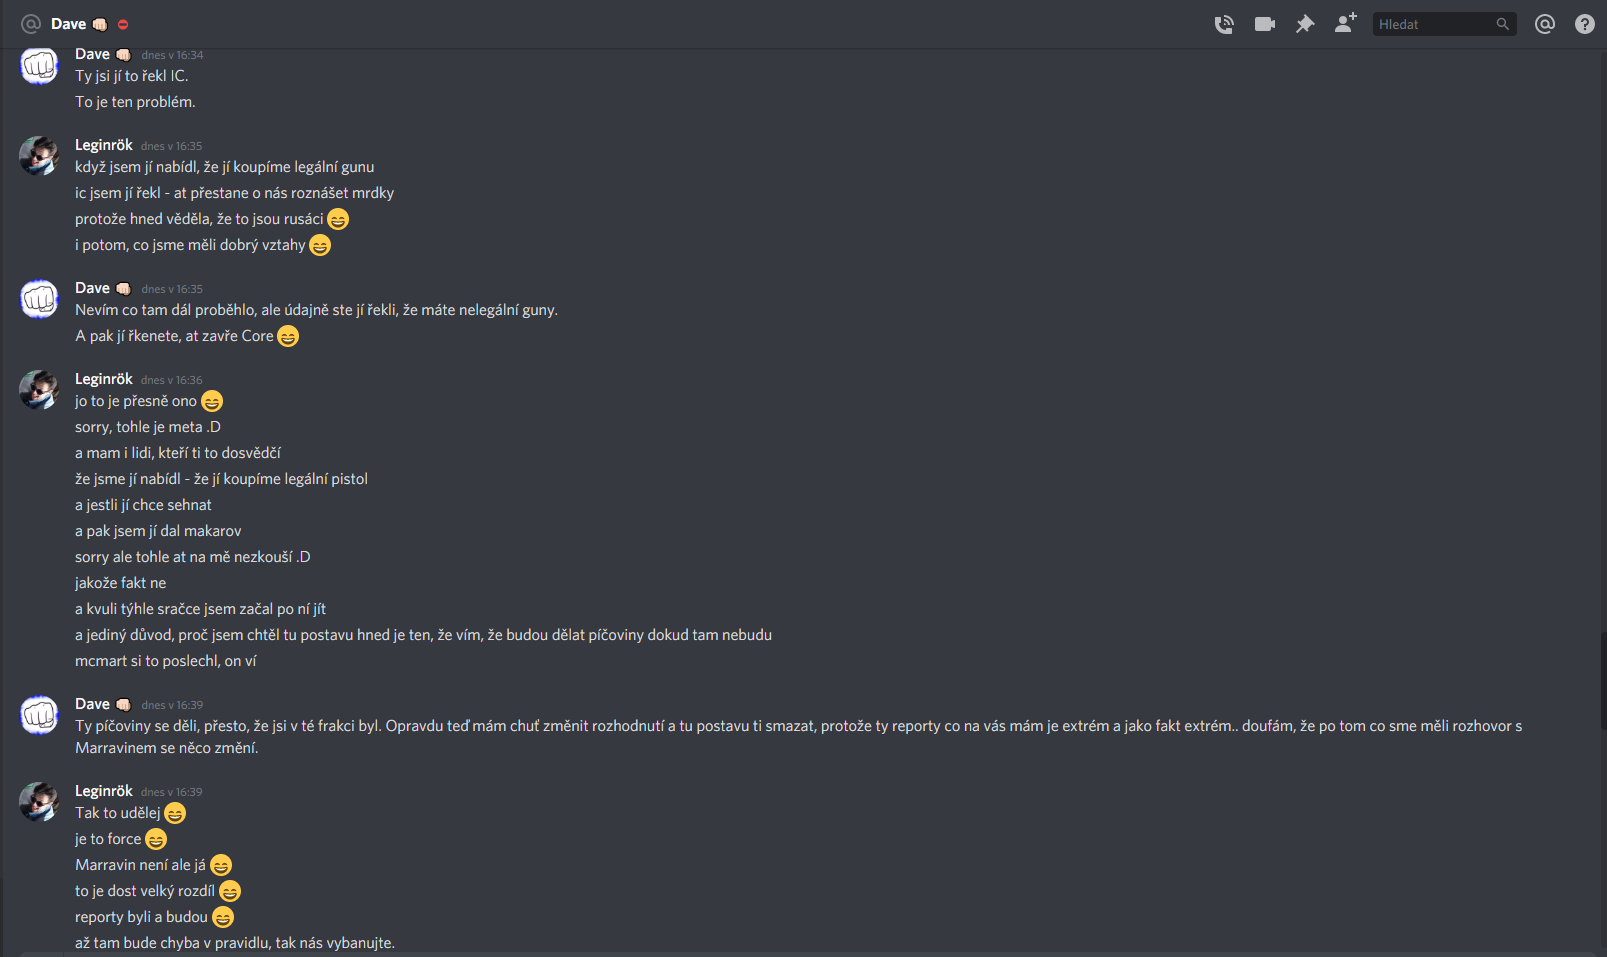 Dave
Hledat
Dave dnes v 16:34
Ty jsi jí to řekl IC.
To je ten problém.
Leginrök dnes v 16:35
když jsem jí nabídl, že jí koupíme legální gunu
ic jsem jí řekl - at přestane o nás roznášet mrdky
protože hned věděla, že to jsou rusáci
i potom, co jsme měli dobrý vztahy
Dave dnes v 16:35
Nevím co tam dál proběhlo, ale údajně ste jí řekli, že máte nelegální guny.
A pak jí řkenete, at zavře Core
Leginrök dnes v 16:36
jo to je přesně ono
sorry, tohle je meta .D
a mam i lidi, kteří ti to dosvědčí
že jsme jí nabídl - že jí koupíme legální pistol
a jestli jí chce sehnat
a pak jsem jí dal makarov
sorry ale tohle at na mě nezkouší .D
jakože fakt ne
a kvuli týhle sračce jsem začal po ní jít
a jediný důvod, proč jsem chtěl tu postavu hned je ten, že vím, že budou dělat píčoviny dokud tam nebudu
mcmart si to poslechl, on ví
Dave dnes v 16:39
Ty píčoviny se děli, přesto, že jsi v té frakci byl. Opravdu teď mám chuť změnit rozhodnutí a tu postavu ti smazat, protože ty reporty co na vás mám je extrém a jako fakt extrém.. doufám, že po tom co sme měli rozhovor s
Marravinem se něco změní.
Leginrök dnes v 16:39
Tak to udělej
je to force
Marravin není ale já
to je dost velký rozdíl
reporty byli a budou
až tam bude chyba v pravidlu, tak nás vybanujte.